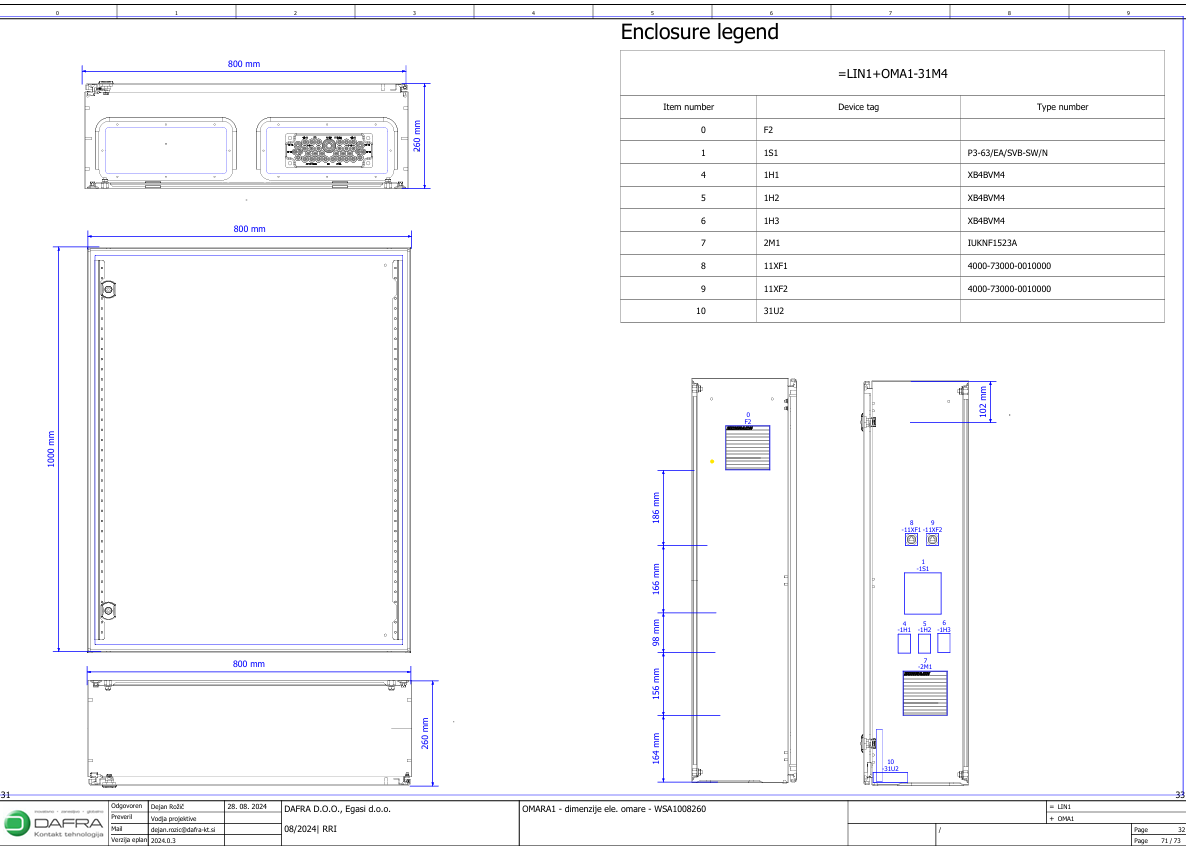 0 1 2 3 4 5 6 7 8 9
Enclosure legend
=LIN1+OMA1-31M4
Item number Device tag Type number
0 F2
1 1S1 P3-63/EA/SVB-SW/N
4 1H1 XB4BVM4
5 1H2 XB4BVM4
6 1H3 XB4BVM4
7 2M1 IUKNF1523A
8 11XF1 4000-73000-0010000
9 11XF2 4000-73000-0010000
10 31U2
800 mm
260 mm
800 mm
1000 mm
800 mm
260 mm
0
F2
186 mm
166 mm
98 mm
156 mm
164 mm
102 mm
8 9
-11XF1 -11XF2
1
-1S1
4 5 6
-1H1 -1H2 -1H3
7
-2M1
10
-31U2
31 33
DAFRA
Kontakt tehnologija
Odgovoren Dejan Rožič 28. 08. 2024
Preveril Vodja projektive
Mail dejan.rozic@dafra-kt.si
Verzija eplan 2024.0.3
DAFRA D.O.O., Egasi d.o.o.
08/2024| RRI
OMARA1 - dimenzije ele. omare - WSA1008260
/
= LIN1
+ OMA1
Page 32
Page 71 / 73